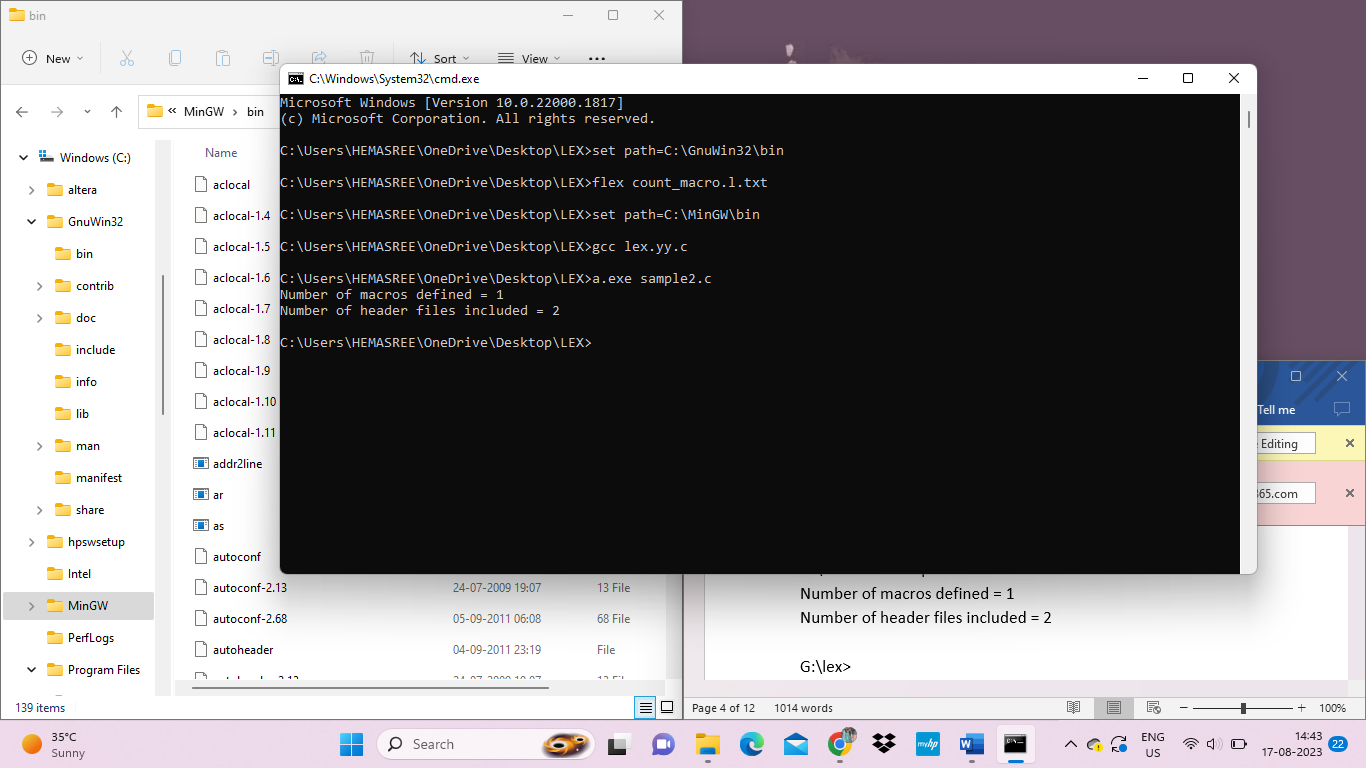 bin
New
Sort
View
MinGW
bin
Windows (C:)
altera
GnuWin32
bin
contrib
doc
include
info
lib
man
manifest
share
hpswsetup
Intel
MinGW
PerfLogs
Program Files
Name
aclocal
aclocal-1.4
aclocal-1.5
aclocal-1.6
aclocal-1.7
aclocal-1.8
aclocal-1.9
aclocal-1.10
aclocal-1.11
addr2line
ar
as
autoconf
autoconf-2.13 24-07-2009 19:07 13 File
autoconf-2.68 05-09-2011 06:08 68 File
autoheader 04-09-2011 23:19 File
139 items
C:\Windows\System32\cmd.exe
Microsoft Windows [Version 10.0.22000.1817]
(c) Microsoft Corporation. All rights reserved.
C:\Users\HEMASREE\OneDrive\Desktop\LEX>set path=C:\GnuWin32\bin
C:\Users\HEMASREE\OneDrive\Desktop\LEX>flex count_macro.l.txt
C:\Users\HEMASREE\OneDrive\Desktop\LEX>set path=C:\MinGW\bin
C:\Users\HEMASREE\OneDrive\Desktop\LEX>gcc lex.yy.c
C:\Users\HEMASREE\OneDrive\Desktop\LEX>a.exe sample2.c
Number of macros defined = 1
Number of header files included = 2
C:\Users\HEMASREE\OneDrive\Desktop\LEX>
Tell me
Editing
365.com
Number of macros defined = 1
Number of header files included = 2
G:\lex>
Page 4 of 12 1014 words 100%
35°C
Sunny
Search
myhp
ENG
US
14:43
17-08-2023
22